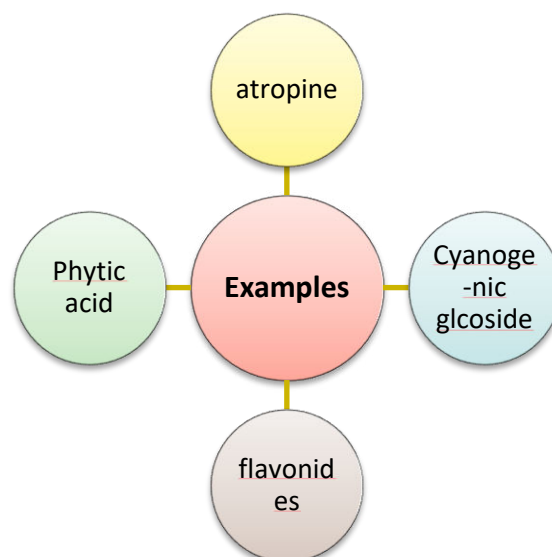 atropine
Phytic
acid
Examples
Cyanoge
-nic
glcoside
flavonid
es